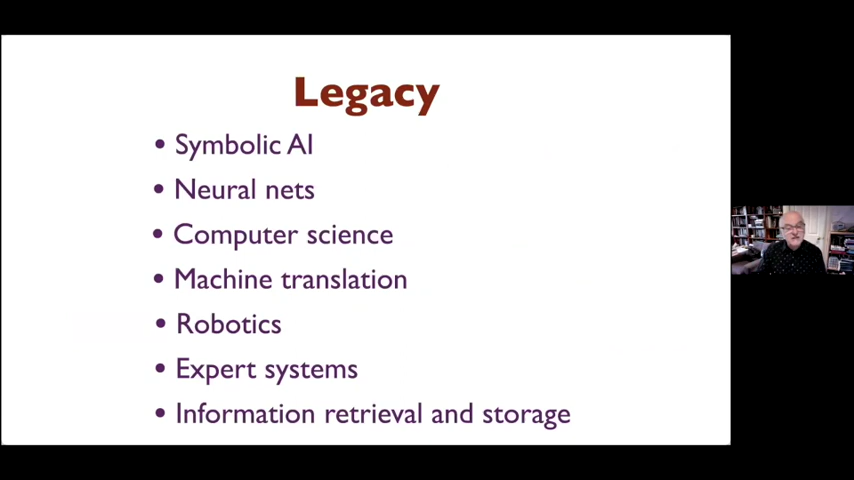 Legacy
• Symbolic AI
• Neural nets
• Computer science
• Machine translation
• Robotics
• Expert systems
• Information retrieval and storage